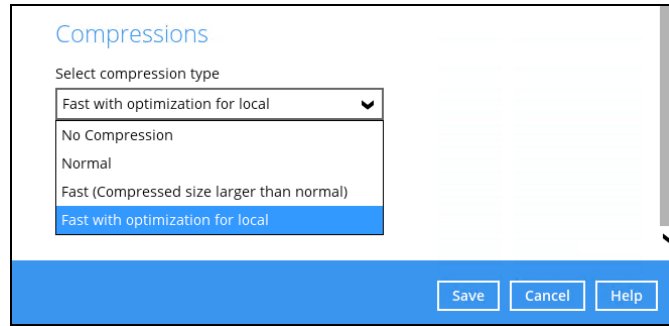 Compressions
Select compression type
Fast with optimization for local
No Compression
Normal
Fast (Compressed size larger than normal)
Fast with optimization for local
Save Cancel Help